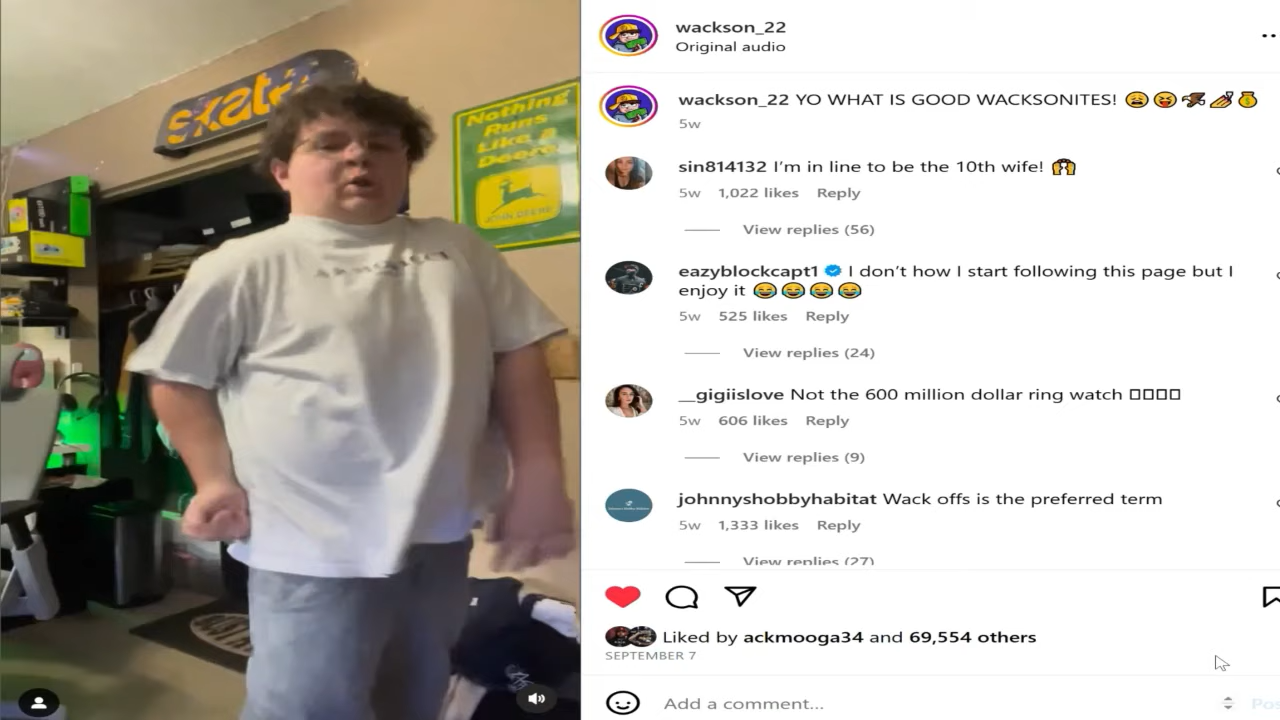 skate
Nothing
Runs
Like a
Deere
JOHN DEERE
wackson_22
Original audio
wackson_22 YO WHAT IS GOOD WACKSONITES! 😩😝🦅💅💰
5w
sin814132 I’m in line to be the 10th wife! 🙌
5w 1,022 likes Reply
View replies (56)
eazyblockcapt1 I don’t how I start following this page but I
enjoy it 😂😂😂😂
5w 525 likes Reply
View replies (24)
__gigiislove Not the 600 million dollar ring watch ▯▯▯▯
5w 606 likes Reply
View replies (9)
johnnyshobbyhabitat Wack offs is the preferred term
5w 1,333 likes Reply
View replies (27)
Liked by ackmooga34 and 69,554 others
SEPTEMBER 7
Add a comment...
Pos